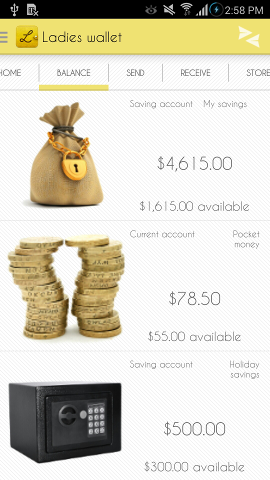 2:58 PM
L
Ladies wallet
HOME BALANCE SEND RECEIVE STORE
Saving account My savings
$4,615.00
$1,615.00 available
Current account Pocket
money
$78.50
$55.00 available
Saving account Holiday
savings
$500.00
$300.00 available